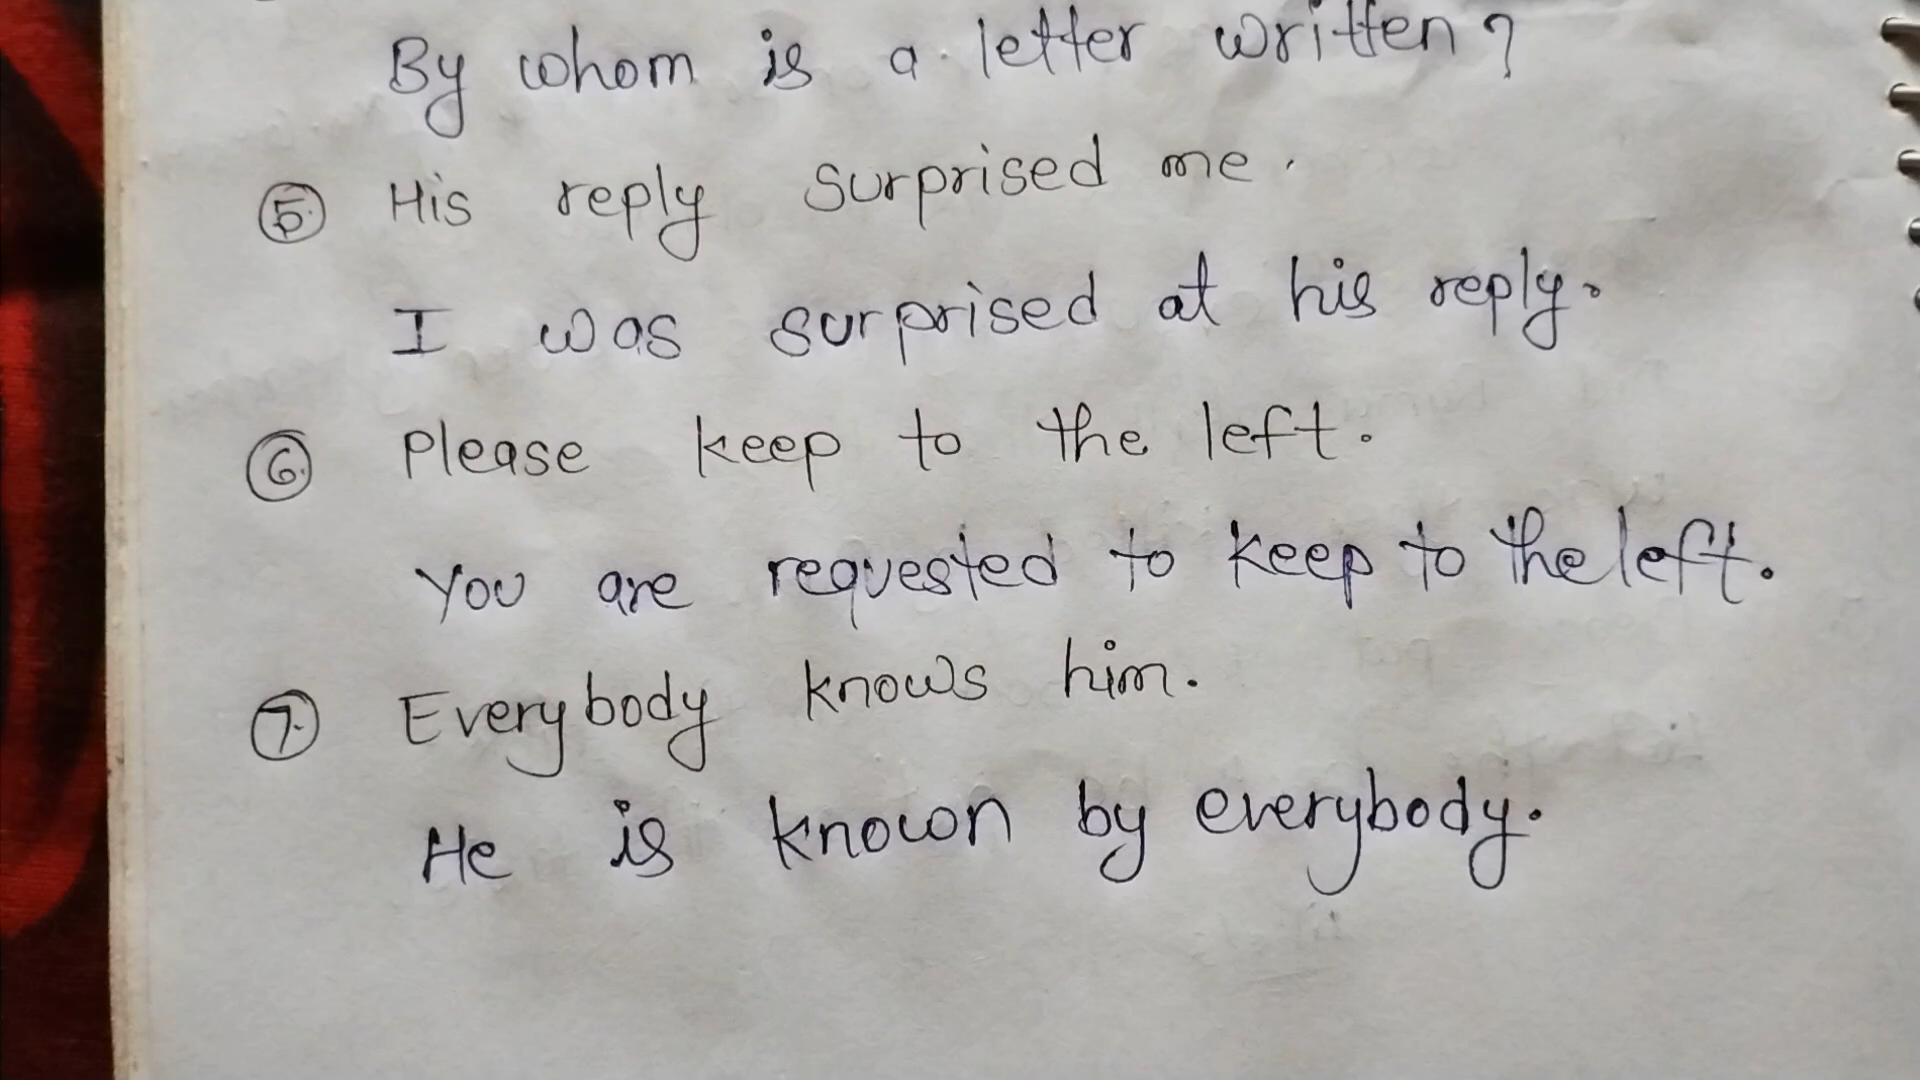 By whom is a letter written?
5. His reply surprised me.
I was surprised at his reply.
6. Please keep to the left.
You are requested to keep to the left.
7. Everybody knows him.
He is known by everybody.